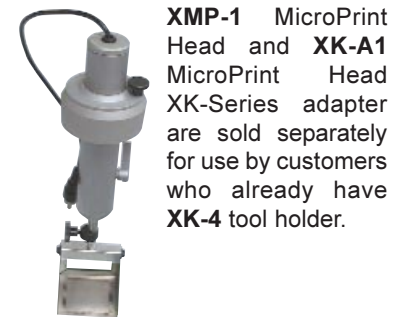 XMP-1 MicroPrint
Head and XK-A1
MicroPrint Head
XK-Series adapter
are sold separately
for use by customers
who already have
XK-4 tool holder.